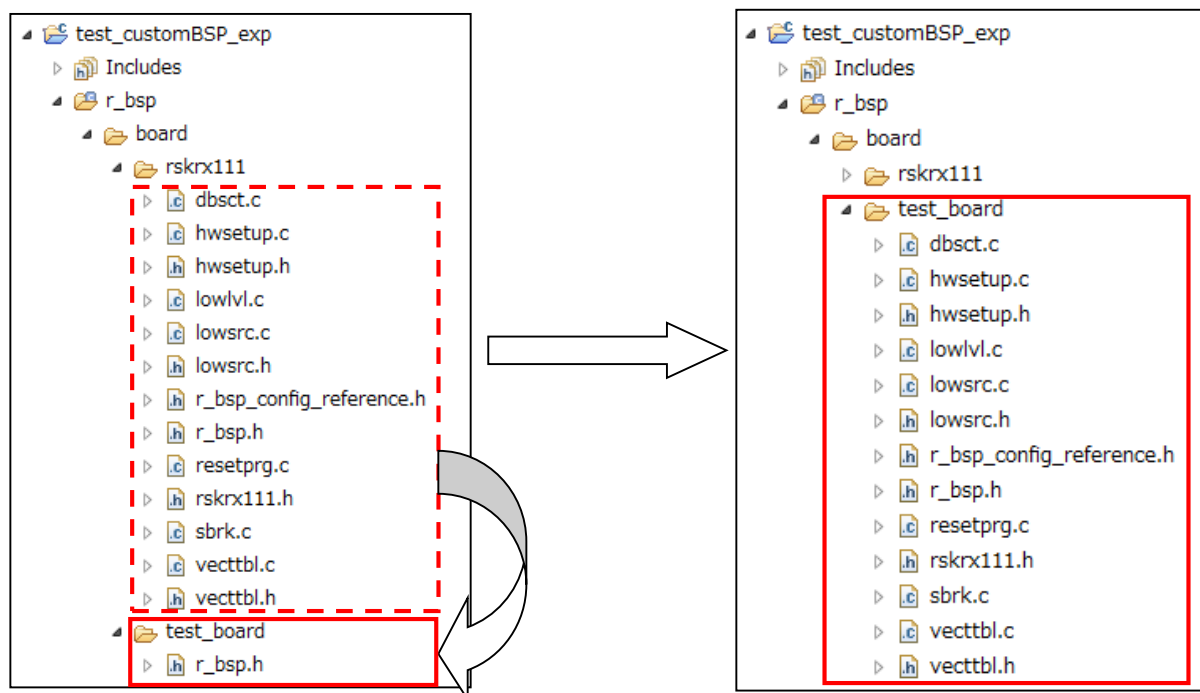 test_customBSP_exp
Includes
r_bsp
board
rskrx111
dbsct.c
hwsetup.c
hwsetup.h
lowlvl.c
lowsrc.c
lowsrc.h
r_bsp_config_reference.h
r_bsp.h
resetprg.c
rskrx111.h
sbrk.c
vecttbl.c
vecttbl.h
test_board
r_bsp.h
test_customBSP_exp
Includes
r_bsp
board
rskrx111
test_board
dbsct.c
hwsetup.c
hwsetup.h
lowlvl.c
lowsrc.c
lowsrc.h
r_bsp_config_reference.h
r_bsp.h
resetprg.c
rskrx111.h
sbrk.c
vecttbl.c
vecttbl.h